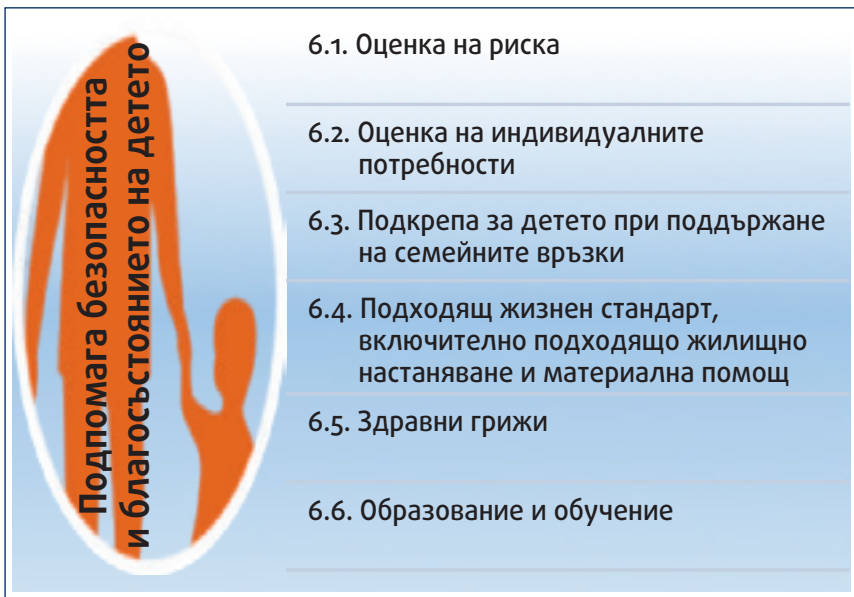 Подпомага безопасността
и благосъстоянието на детето
6.1. Оценка на риска
6.2. Оценка на индивидуалните
потребности
6.3. Подкрепа за детето при поддържане
на семейните връзки
6.4. Подходящ жизнен стандарт,
включително подходящо жилищно
настаняване и материална помощ
6.5. Здравни грижи
6.6. Образование и обучение